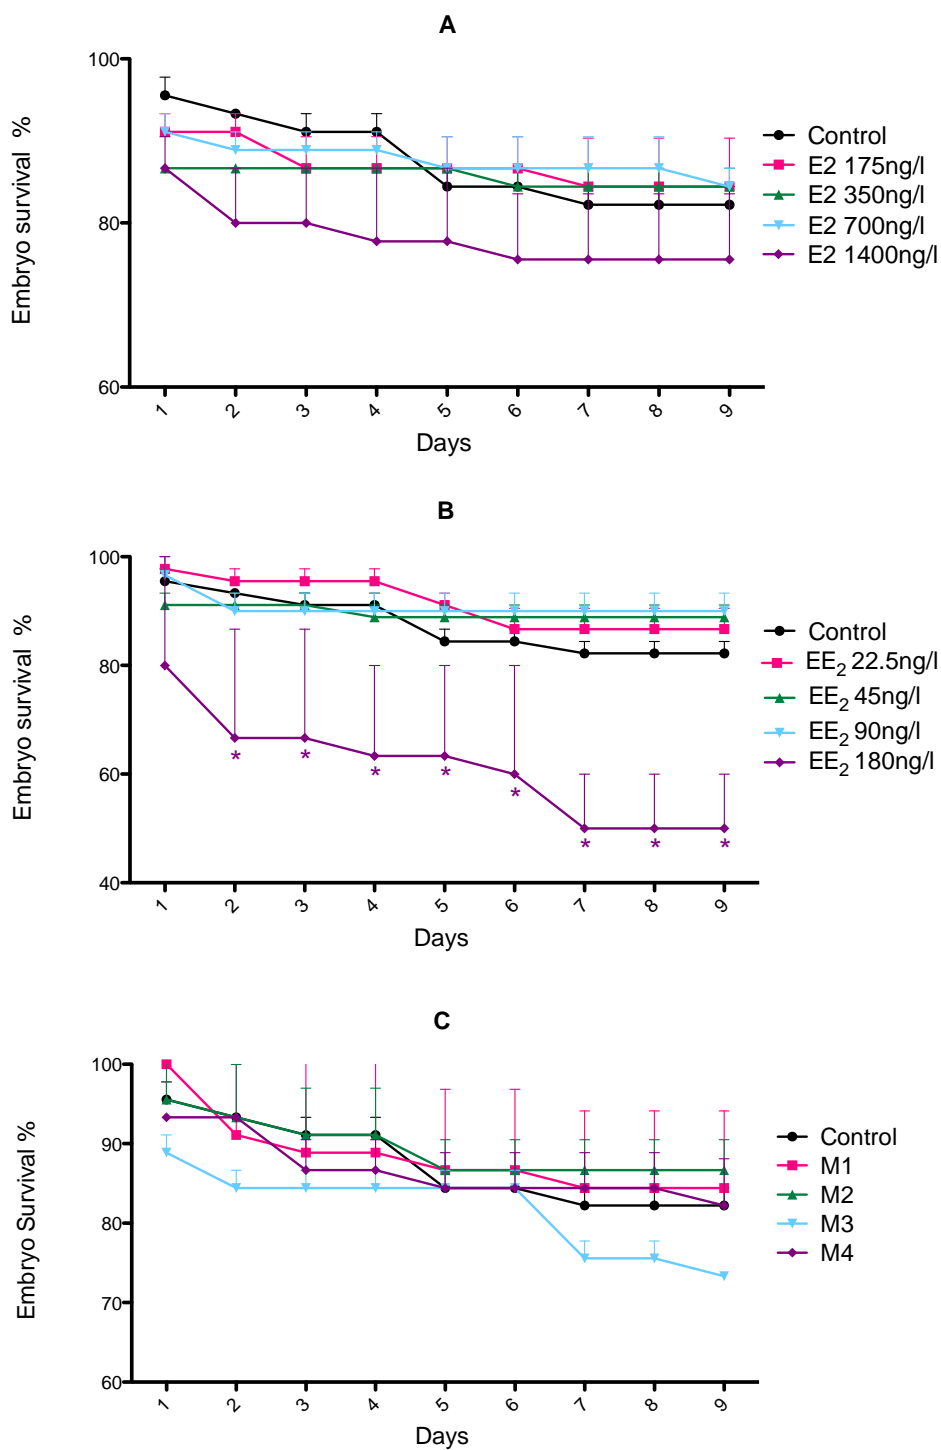 A
Embryo survival %
100
80
60
1 2 3 4 5 6 7 8 9
Days
Control
E2 175ng/l
E2 350ng/l
E2 700ng/l
E2 1400ng/l
B
Embryo survival %
100
80
60
40
* * * * * * * *
1 2 3 4 5 6 7 8 9
Days
Control
EE2 22.5ng/l
EE2 45ng/l
EE2 90ng/l
EE2 180ng/l
C
Embryo Survival %
100
90
80
70
60
1 2 3 4 5 6 7 8 9
Days
Control
M1
M2
M3
M4